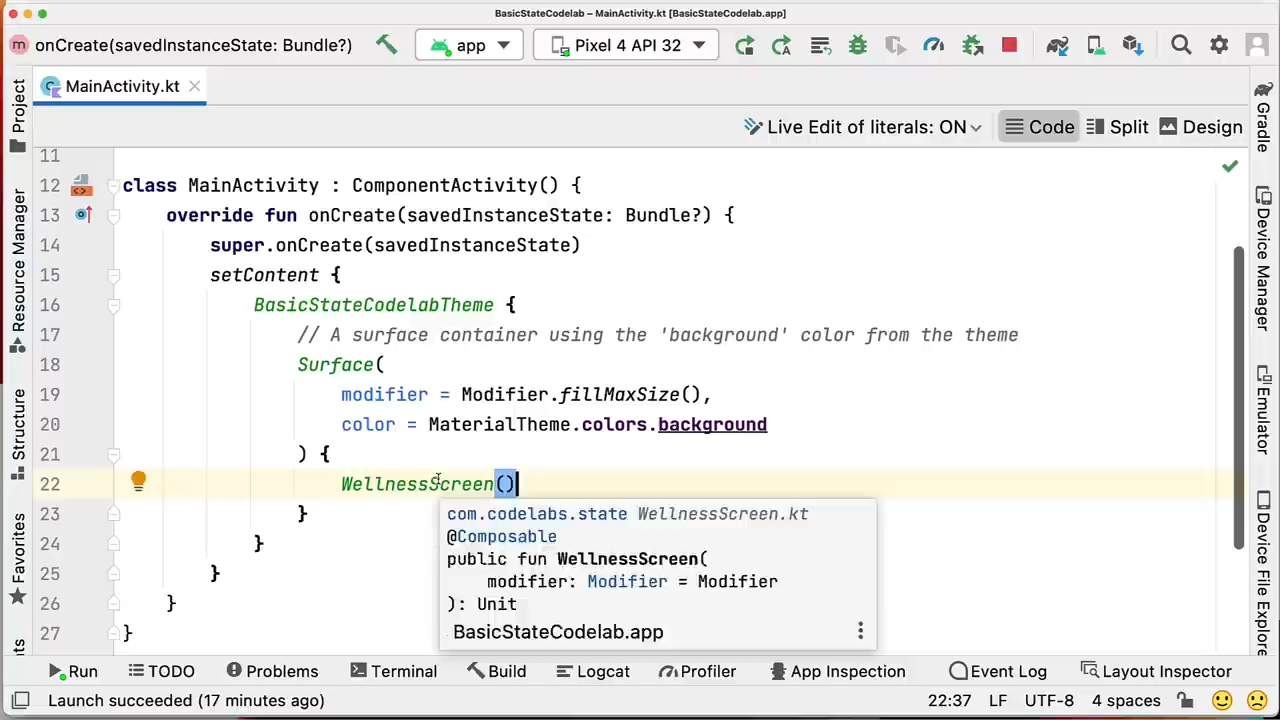 BasicStateCodelab – MainActivity.kt [BasicStateCodelab.app]
onCreate(savedInstanceState: Bundle?) app Pixel 4 API 32
MainActivity.kt
Live Edit of literals: ON Code Split Design
11
12 class MainActivity : ComponentActivity() {
13 override fun onCreate(savedInstanceState: Bundle?) {
14 super.onCreate(savedInstanceState)
15 setContent {
16 BasicStateCodelabTheme {
17 // A surface container using the 'background' color from the theme
18 Surface(
19 modifier = Modifier.fillMaxSize(),
20 color = MaterialTheme.colors.background
21 ) {
22 WellnessScreen()
23 }
24 }
25 }
26 }
27 }
com.codelabs.state WellnessScreen.kt
@Composable
public fun WellnessScreen(
modifier: Modifier = Modifier
): Unit
BasicStateCodelab.app
Project
Resource Manager
Structure
Favorites
Gradle
Device Manager
Emulator
Device File Explorer
Run TODO Problems Terminal Build Logcat Profiler App Inspection Event Log Layout Inspector
Launch succeeded (17 minutes ago) 22:37 LF UTF-8 4 spaces